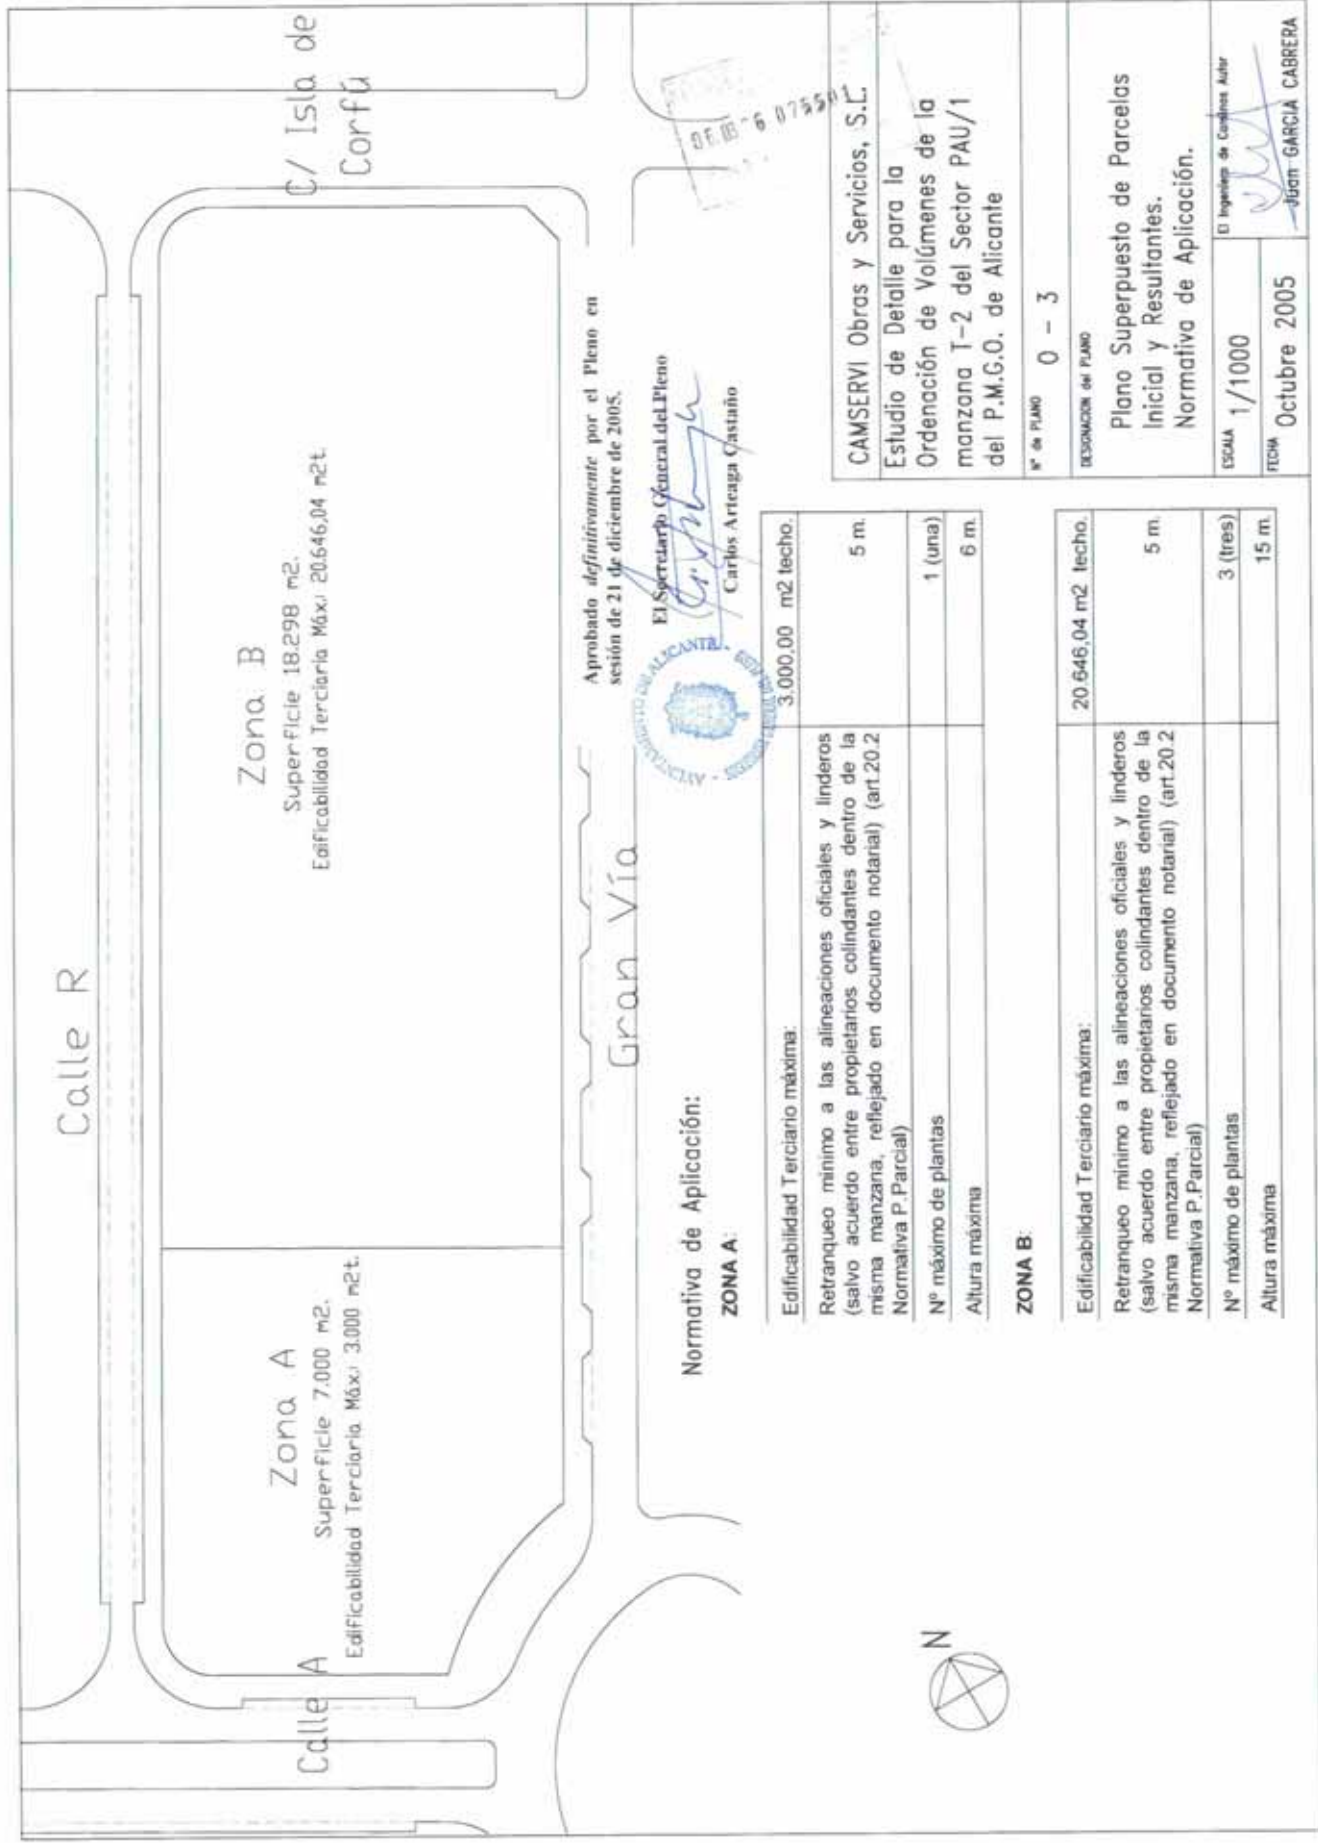 Calle R
C/ Isla de
Corfú
Zona B
Superficie 18.298 m2.
Edificabilidad Terciaria Máx.: 20.646,04 m2t.
Zona A
Superficie 7.000 m2.
Edificabilidad Terciaria Máx.: 3.000 m2t.
Calle A
Gran Vía
Aprobado definitivamente por el Pleno en
sesión de 21 de diciembre de 2005.
El Secretario General del Pleno
Carlos Arteaga Castaño
AYUNTAMIENTO DE ALICANTE
075501
N
Normativa de Aplicación:
ZONA A:
Edificabilidad Terciario máxima: 3.000,00 m2 techo.
Retranqueo mínimo a las alineaciones oficiales y linderos
(salvo acuerdo entre propietarios colindantes dentro de la
misma manzana, reflejado en documento notarial) (art.20.2
Normativa P.Parcial)
5 m.
Nº máximo de plantas 1 (una)
Altura máxima 6 m.
ZONA B:
Edificabilidad Terciario máxima: 20.646,04 m2 techo.
Retranqueo mínimo a las alineaciones oficiales y linderos
(salvo acuerdo entre propietarios colindantes dentro de la
misma manzana, reflejado en documento notarial) (art.20.2
Normativa P.Parcial)
5 m.
Nº máximo de plantas 3 (tres)
Altura máxima 15 m.
CAMSERVI Obras y Servicios, S.L.
Estudio de Detalle para la
Ordenación de Volúmenes de la
manzana T-2 del Sector PAU/1
del P.M.G.O. de Alicante
Nº de PLANO O - 3
DESIGNACION del PLANO
Plano Superpuesto de Parcelas
Inicial y Resultantes.
Normativa de Aplicación.
ESCALA 1/1000
FECHA Octubre 2005
El Ingeniero de Caminos Autor
Juan GARCIA CABRERA